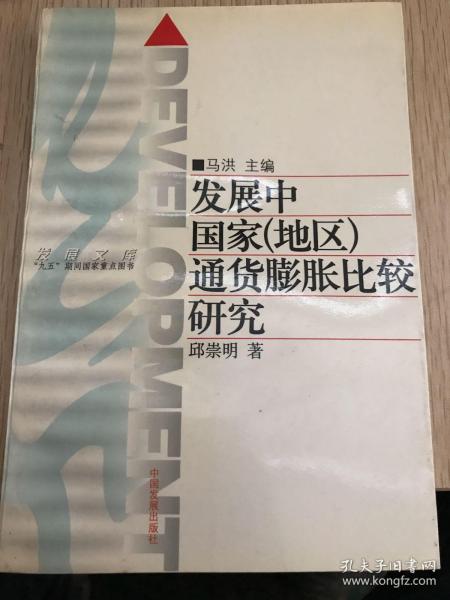 DEVELOPMENT
■马洪 主编
发展中
国家(地区)
通货膨胀比较
研究
邱崇明 著
发展文库
"九五"期间国家重点图书
中国发展出版社
孔夫子旧书网
www.kongfz.com